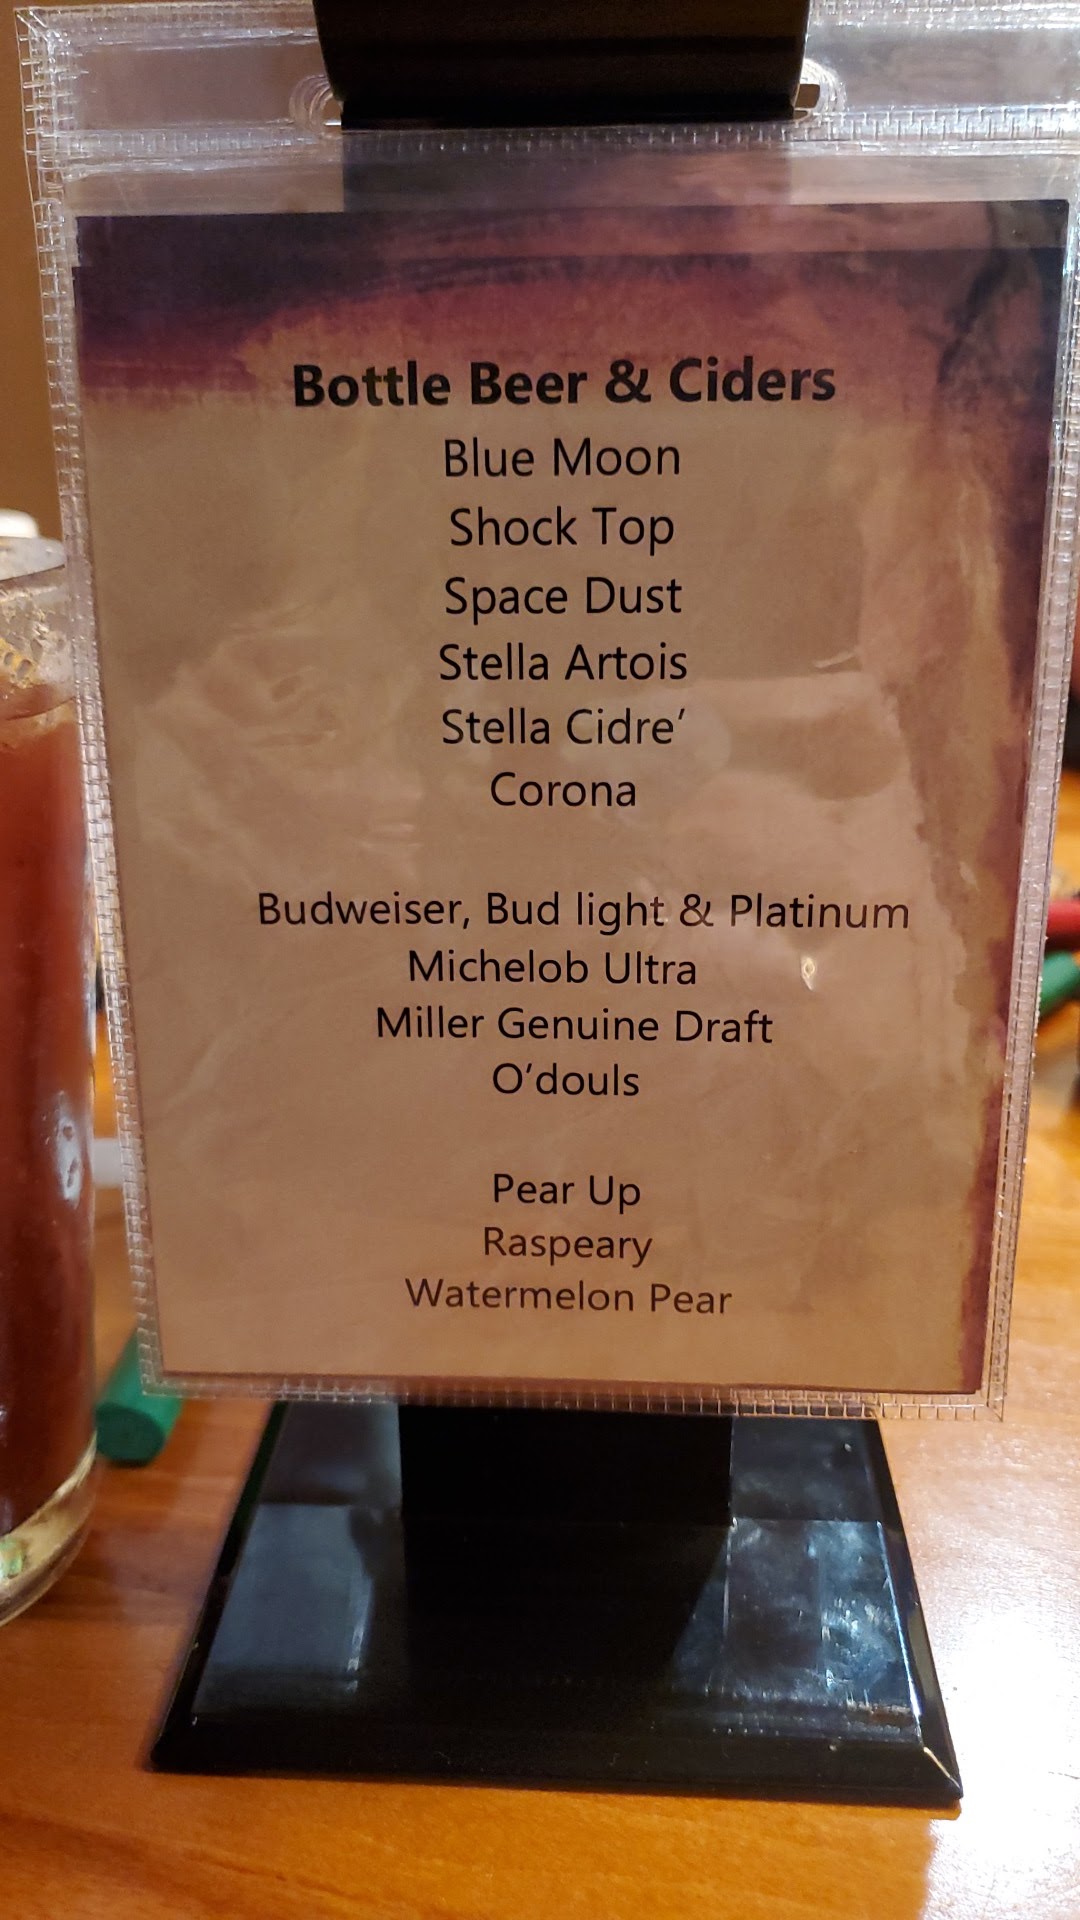 Bottle Beer & Ciders
Blue Moon
Shock Top
Space Dust
Stella Artois
Stella Cidre’
Corona
Budweiser, Bud light & Platinum
Michelob Ultra
Miller Genuine Draft
O’douls
Pear Up
Raspeary
Watermelon Pear